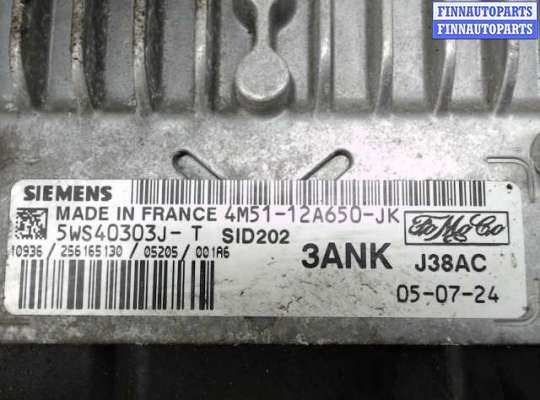 FINNAUTOPARTS
FINNAUTOPARTS
SIEMENS
MADE IN FRANCE 4M51-12A650-JK
5WS40303J- T SID202
10936 / 256165130 / 05205 / 001A6
FoMoCo
3ANK J38AC
05-07-24